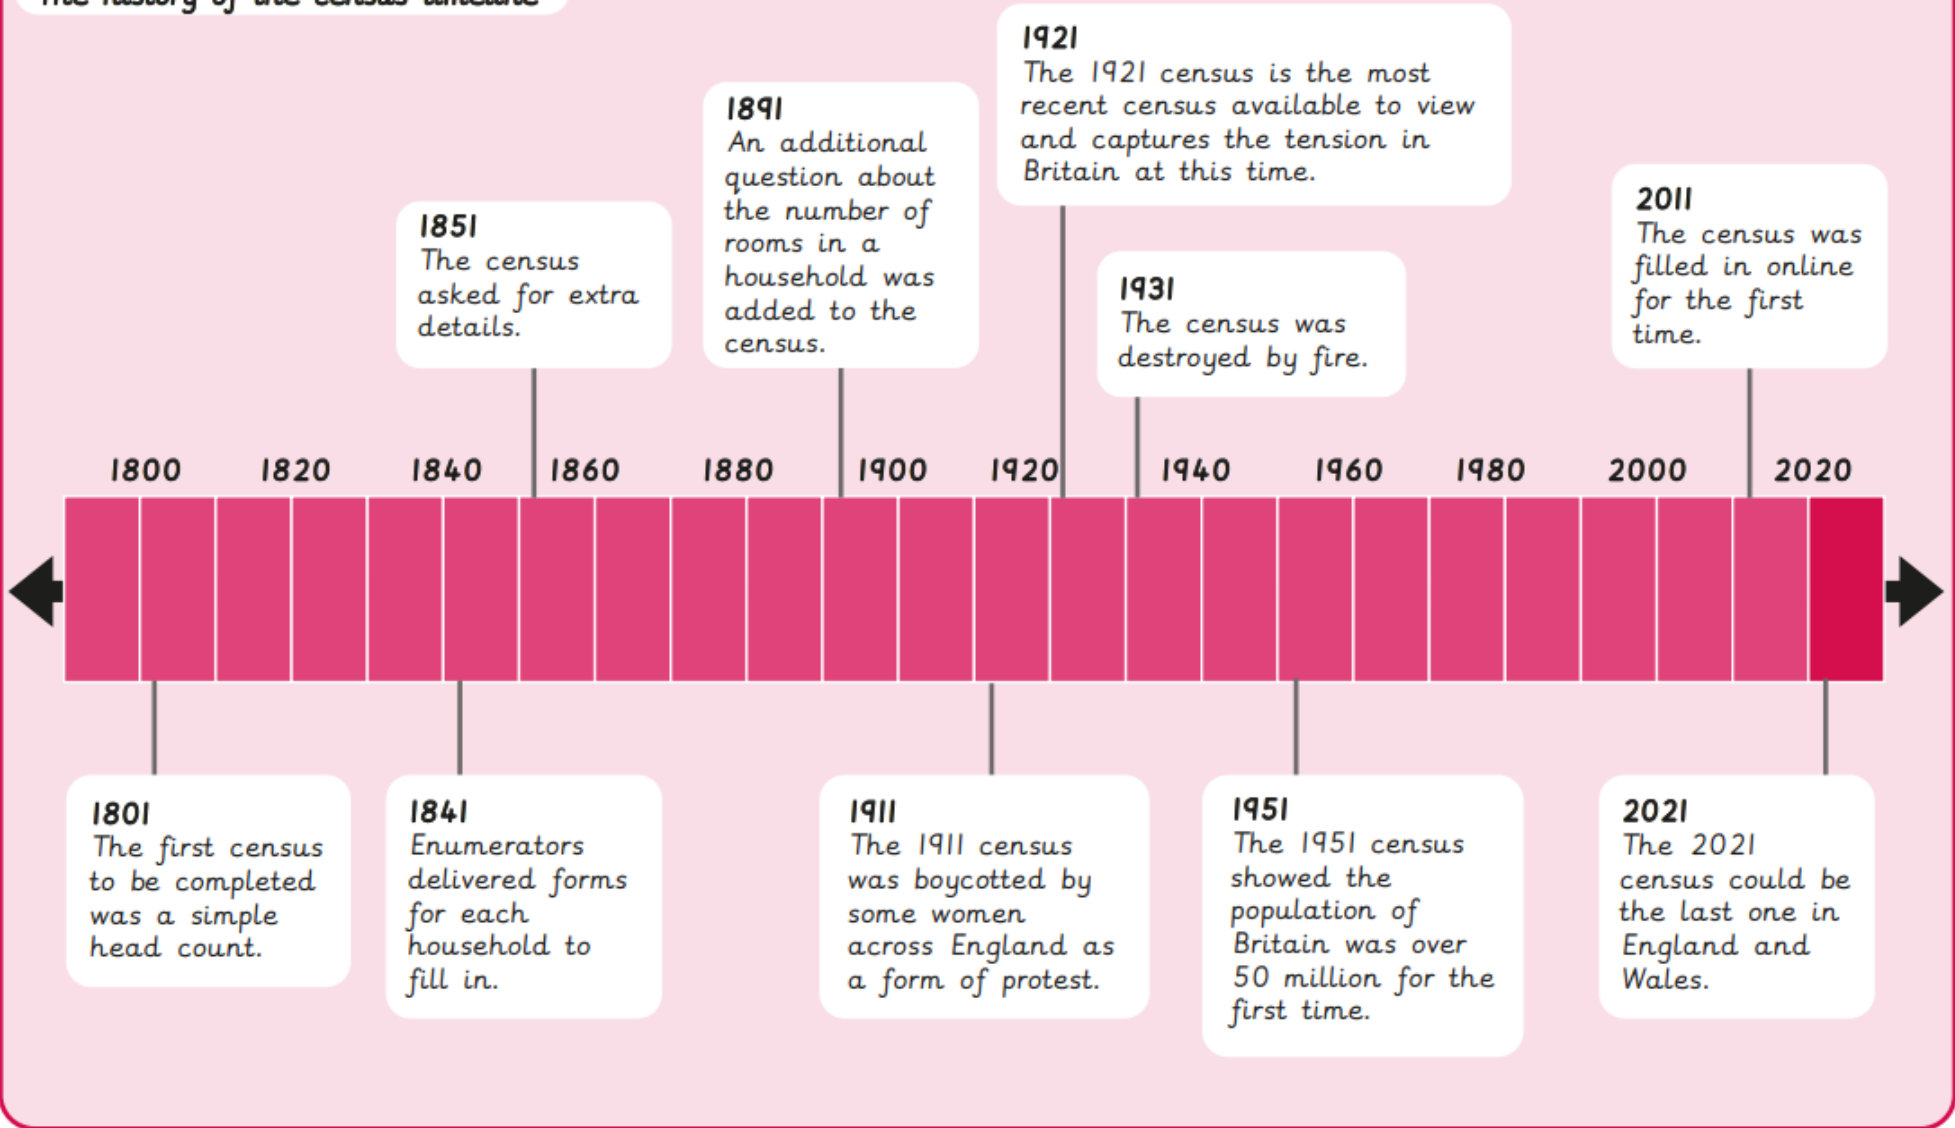 The history of the census timeline
1921
The 1921 census is the most
recent census available to view
and captures the tension in
Britain at this time.
1891
An additional
question about
the number of
rooms in a
household was
added to the
census.
2011
The census was
filled in online
for the first
time.
1851
The census
asked for extra
details.
1931
The census was
destroyed by fire.
1800 1820 1840 1860 1880 1900 1920 1940 1960 1980 2000 2020
1801
The first census
to be completed
was a simple
head count.
1841
Enumerators
delivered forms
for each
household to
fill in.
1911
The 1911 census
was boycotted by
some women
across England as
a form of protest.
1951
The 1951 census
showed the
population of
Britain was over
50 million for the
first time.
2021
The 2021
census could be
the last one in
England and
Wales.